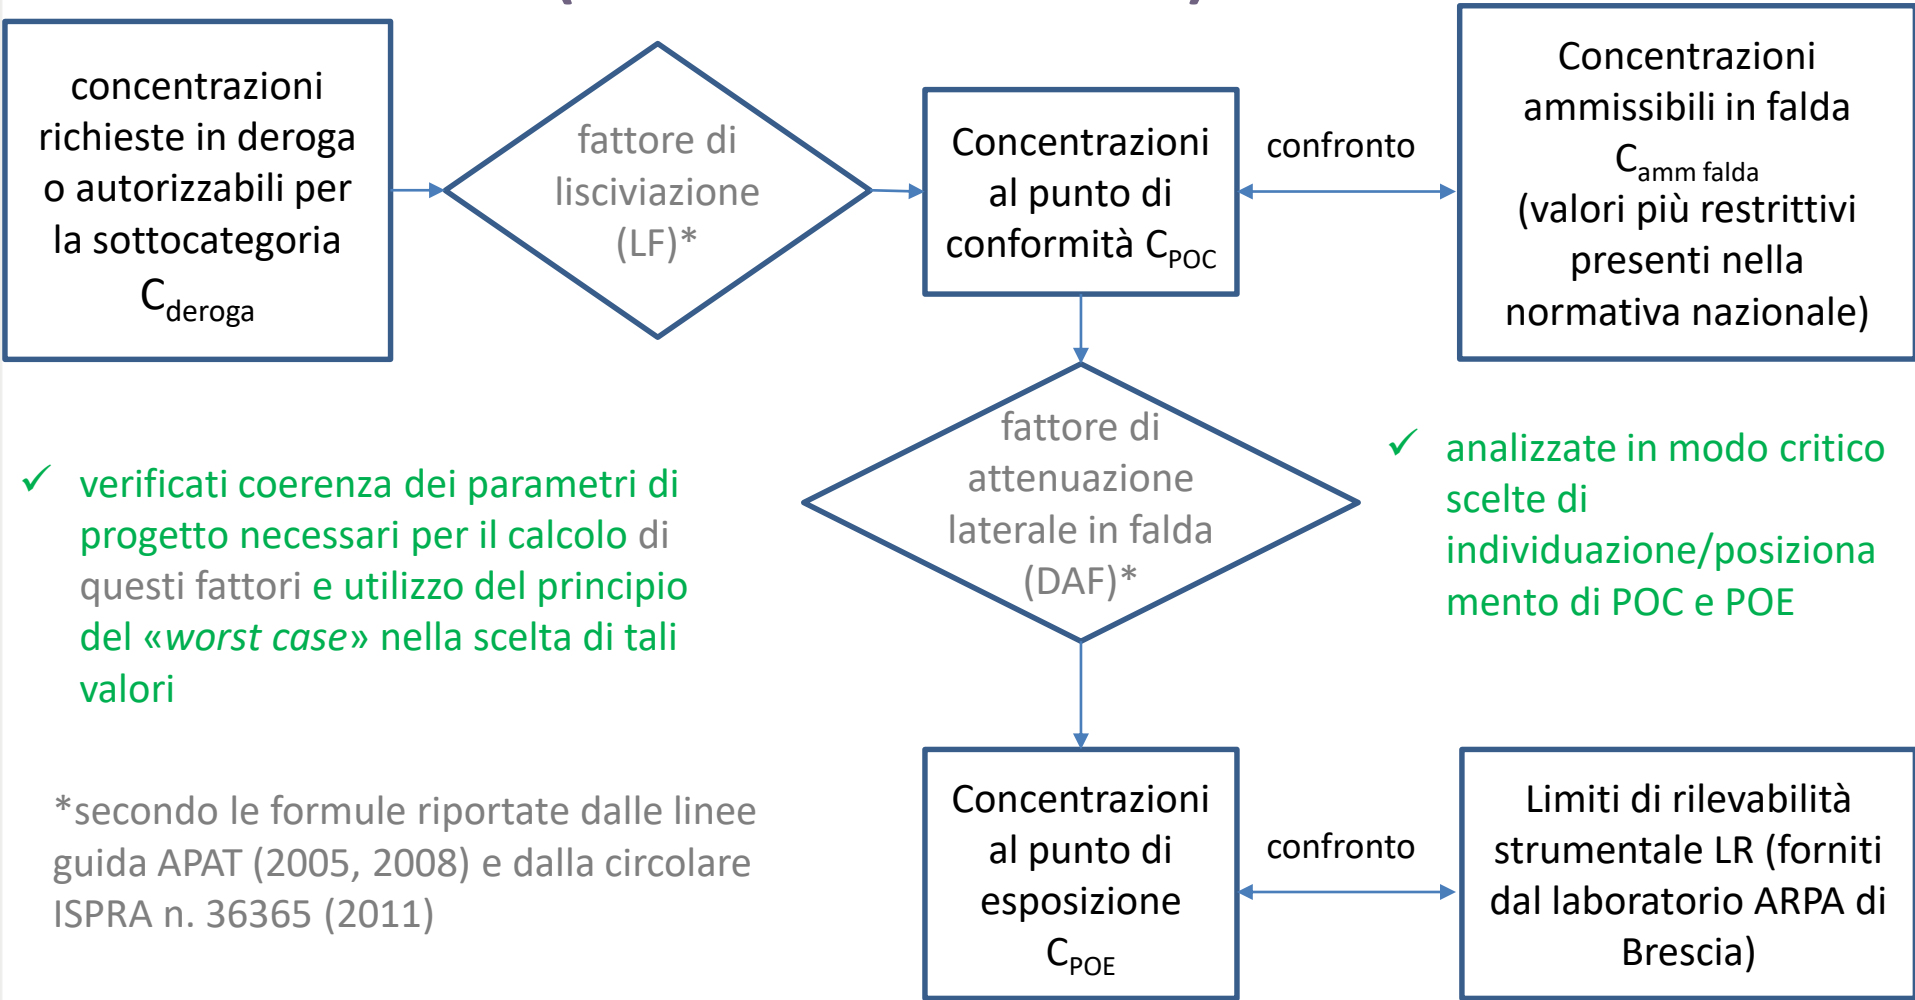 concentrazioni
richieste in deroga
o autorizzabili per
la sottocategoria
C_deroga
fattore di
lisciviazione
(LF)*
Concentrazioni
al punto di
conformità C_POC
confronto
Concentrazioni
ammissibili in falda
C_amm falda
(valori più restrittivi
presenti nella
normativa nazionale)
fattore di
attenuazione
laterale in falda
(DAF)*
✓ verificati coerenza dei parametri di
progetto necessari per il calcolo di
questi fattori e utilizzo del principio
del «worst case» nella scelta di tali
valori
✓ analizzate in modo critico
scelte di
individuazione/posiziona
mento di POC e POE
*secondo le formule riportate dalle linee
guida APAT (2005, 2008) e dalla circolare
ISPRA n. 36365 (2011)
Concentrazioni
al punto di
esposizione
C_POE
confronto
Limiti di rilevabilità
strumentale LR (forniti
dal laboratorio ARPA di
Brescia)